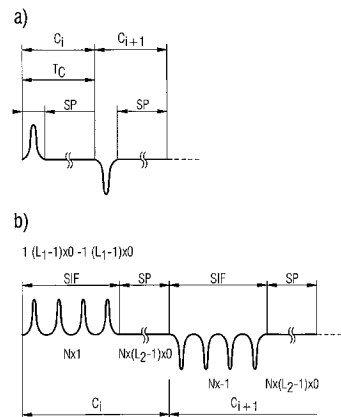 a)
Ci Ci+1
TC
SP SP
b)
1 (L1-1)x0 -1 (L1-1)x0
SIF SP SIF SP
Nx1 Nx(L2-1)x0 Nx-1 Nx(L2-1)x0
Ci Ci+1